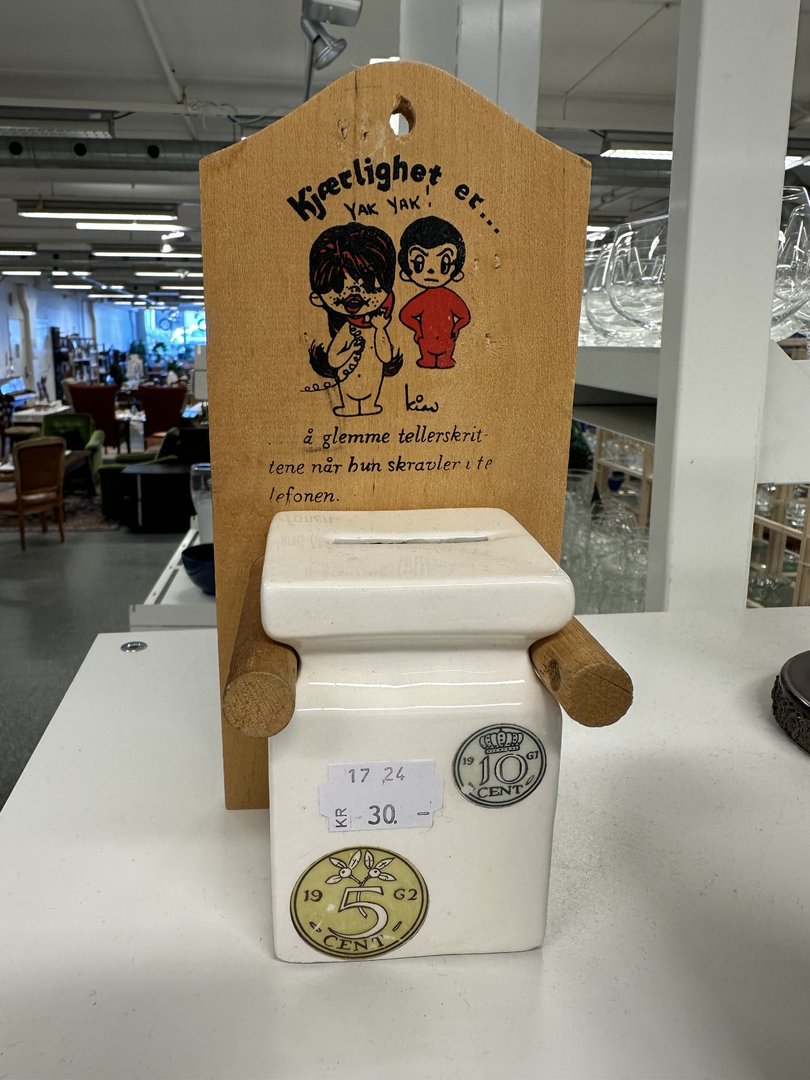 Kjærlighet er...
YAK YAK!
... å glemme tellerskrit-
tene når hun skravler i te
lefonen.
19 67
10
CENT
17 24
KR 30.-
19 62
5
CENT